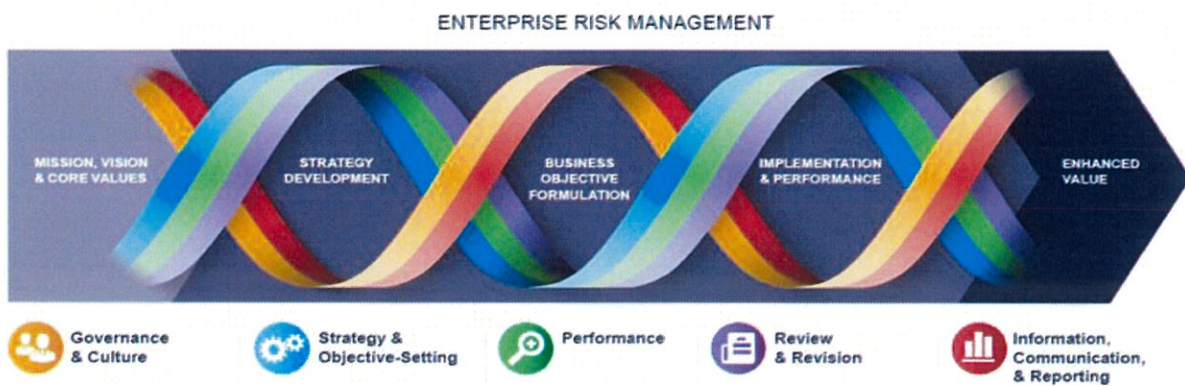 ENTERPRISE RISK MANAGEMENT
MISSION, VISION
& CORE VALUES
STRATEGY
DEVELOPMENT
BUSINESS
OBJECTIVE
FORMULATION
IMPLEMENTATION
& PERFORMANCE
ENHANCED
VALUE
Governance
& Culture
Strategy &
Objective-Setting
Performance
Review
& Revision
Information,
Communication,
& Reporting